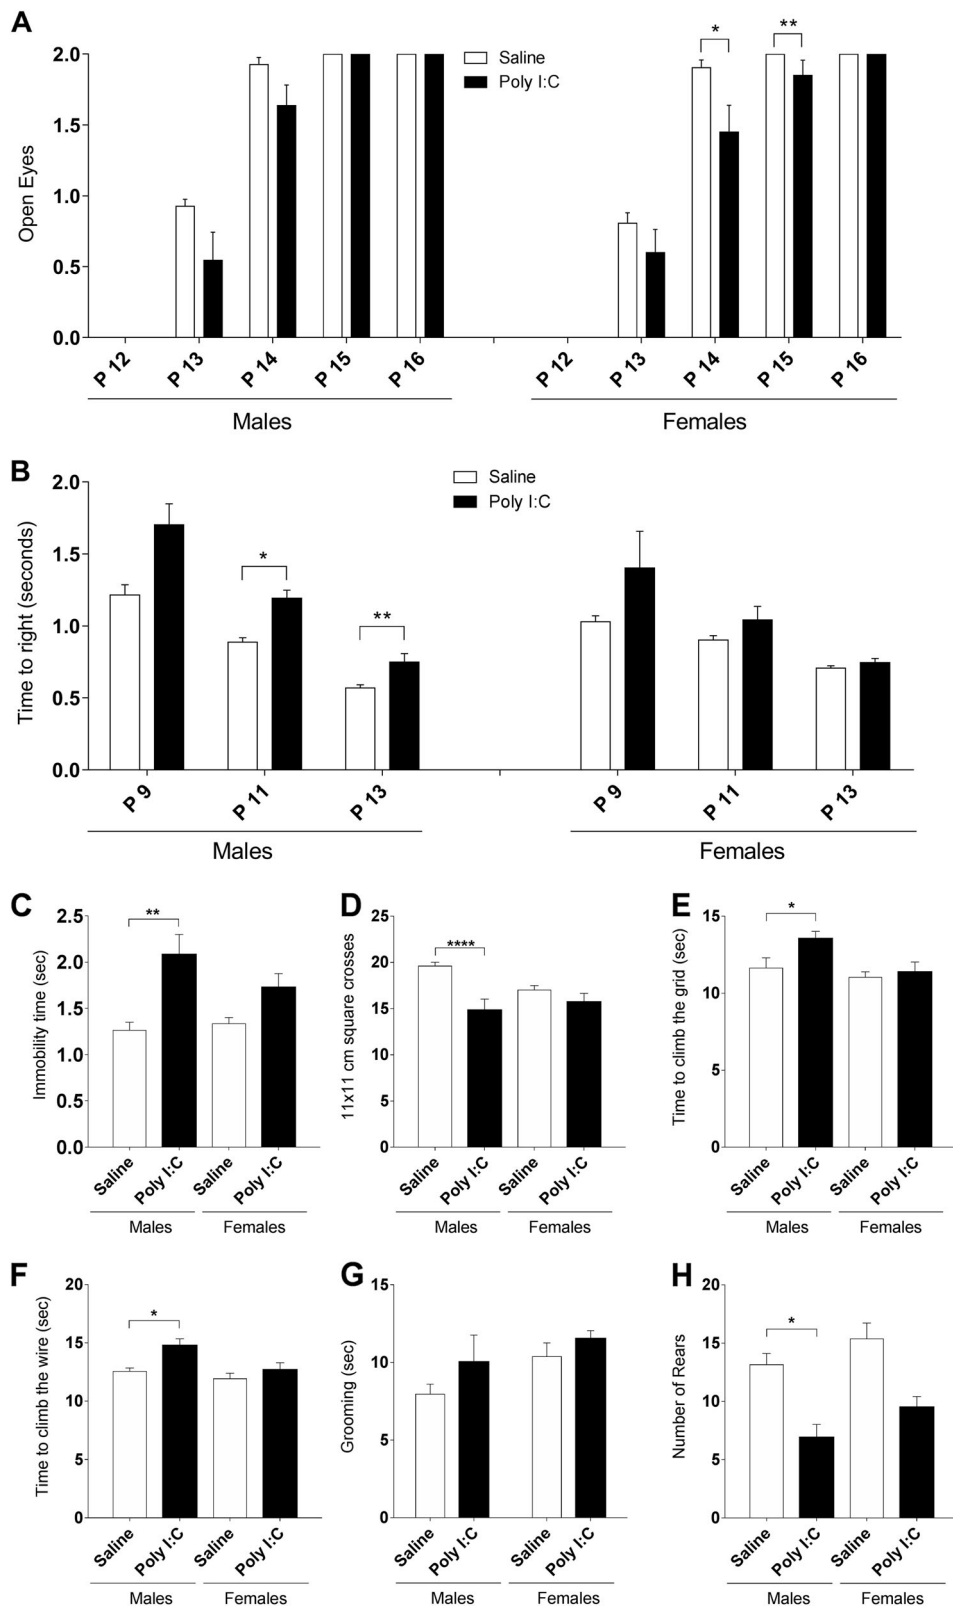 A
Saline
Poly I:C
* **
Open Eyes
2.0
1.5
1.0
0.5
0.0
P 12 P 13 P 14 P 15 P 16 P 12 P 13 P 14 P 15 P 16
Males Females
B
Saline
Poly I:C
Time to right (seconds)
2.0
1.5
1.0
0.5
0.0
* **
P 9 P 11 P 13 P 9 P 11 P 13
Males Females
C
Immobility time (sec)
2.5
2.0
1.5
1.0
0.5
0.0
**
Saline Poly I:C Saline Poly I:C
Males Females
D
11x11 cm square crosses
25
20
15
10
5
0
****
Saline Poly I:C Saline Poly I:C
Males Females
E
Time to climb the grid (sec)
15
10
5
0
*
Saline Poly I:C Saline Poly I:C
Males Females
F
Time to climb the wire (sec)
20
15
10
5
0
*
Saline Poly I:C Saline Poly I:C
Males Females
G
Grooming (sec)
15
10
5
0
Saline Poly I:C Saline Poly I:C
Males Females
H
Number of Rears
20
15
10
5
0
*
Saline Poly I:C Saline Poly I:C
Males Females